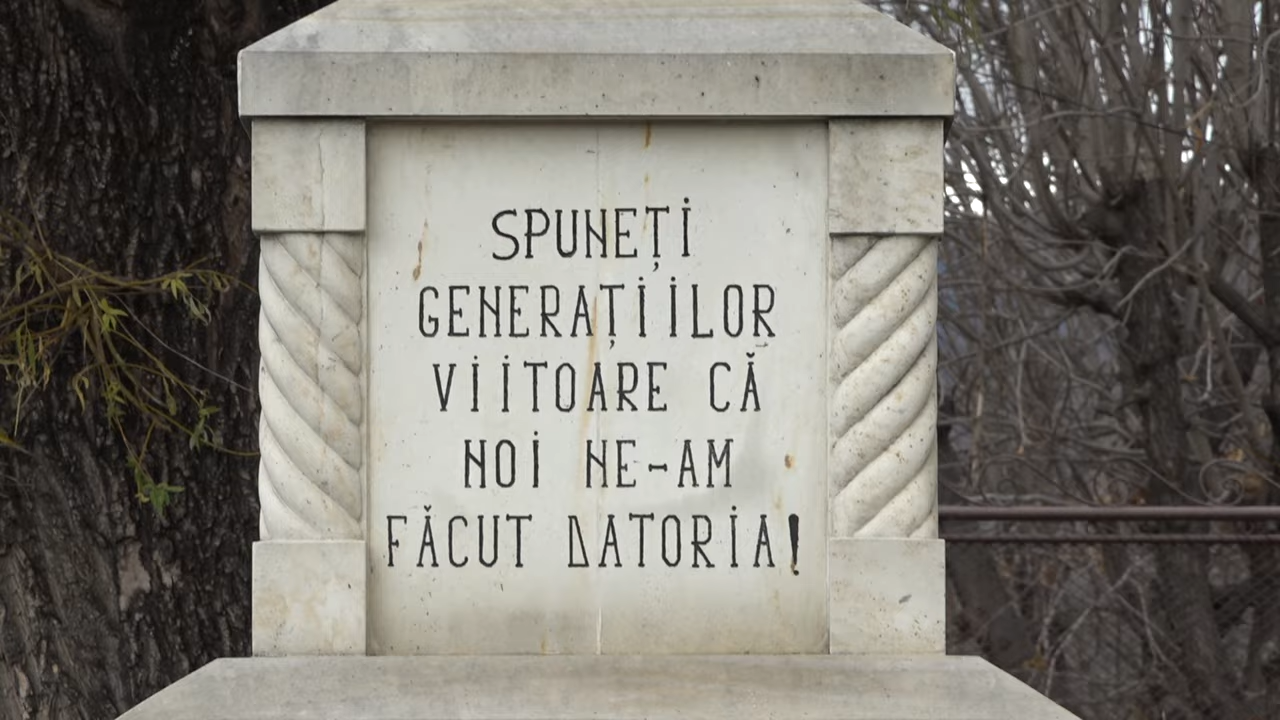 SPUNEȚI
GENERAȚIILOR
VIITOARE CĂ
NOI NE-AM
FĂCUT DATORIA!